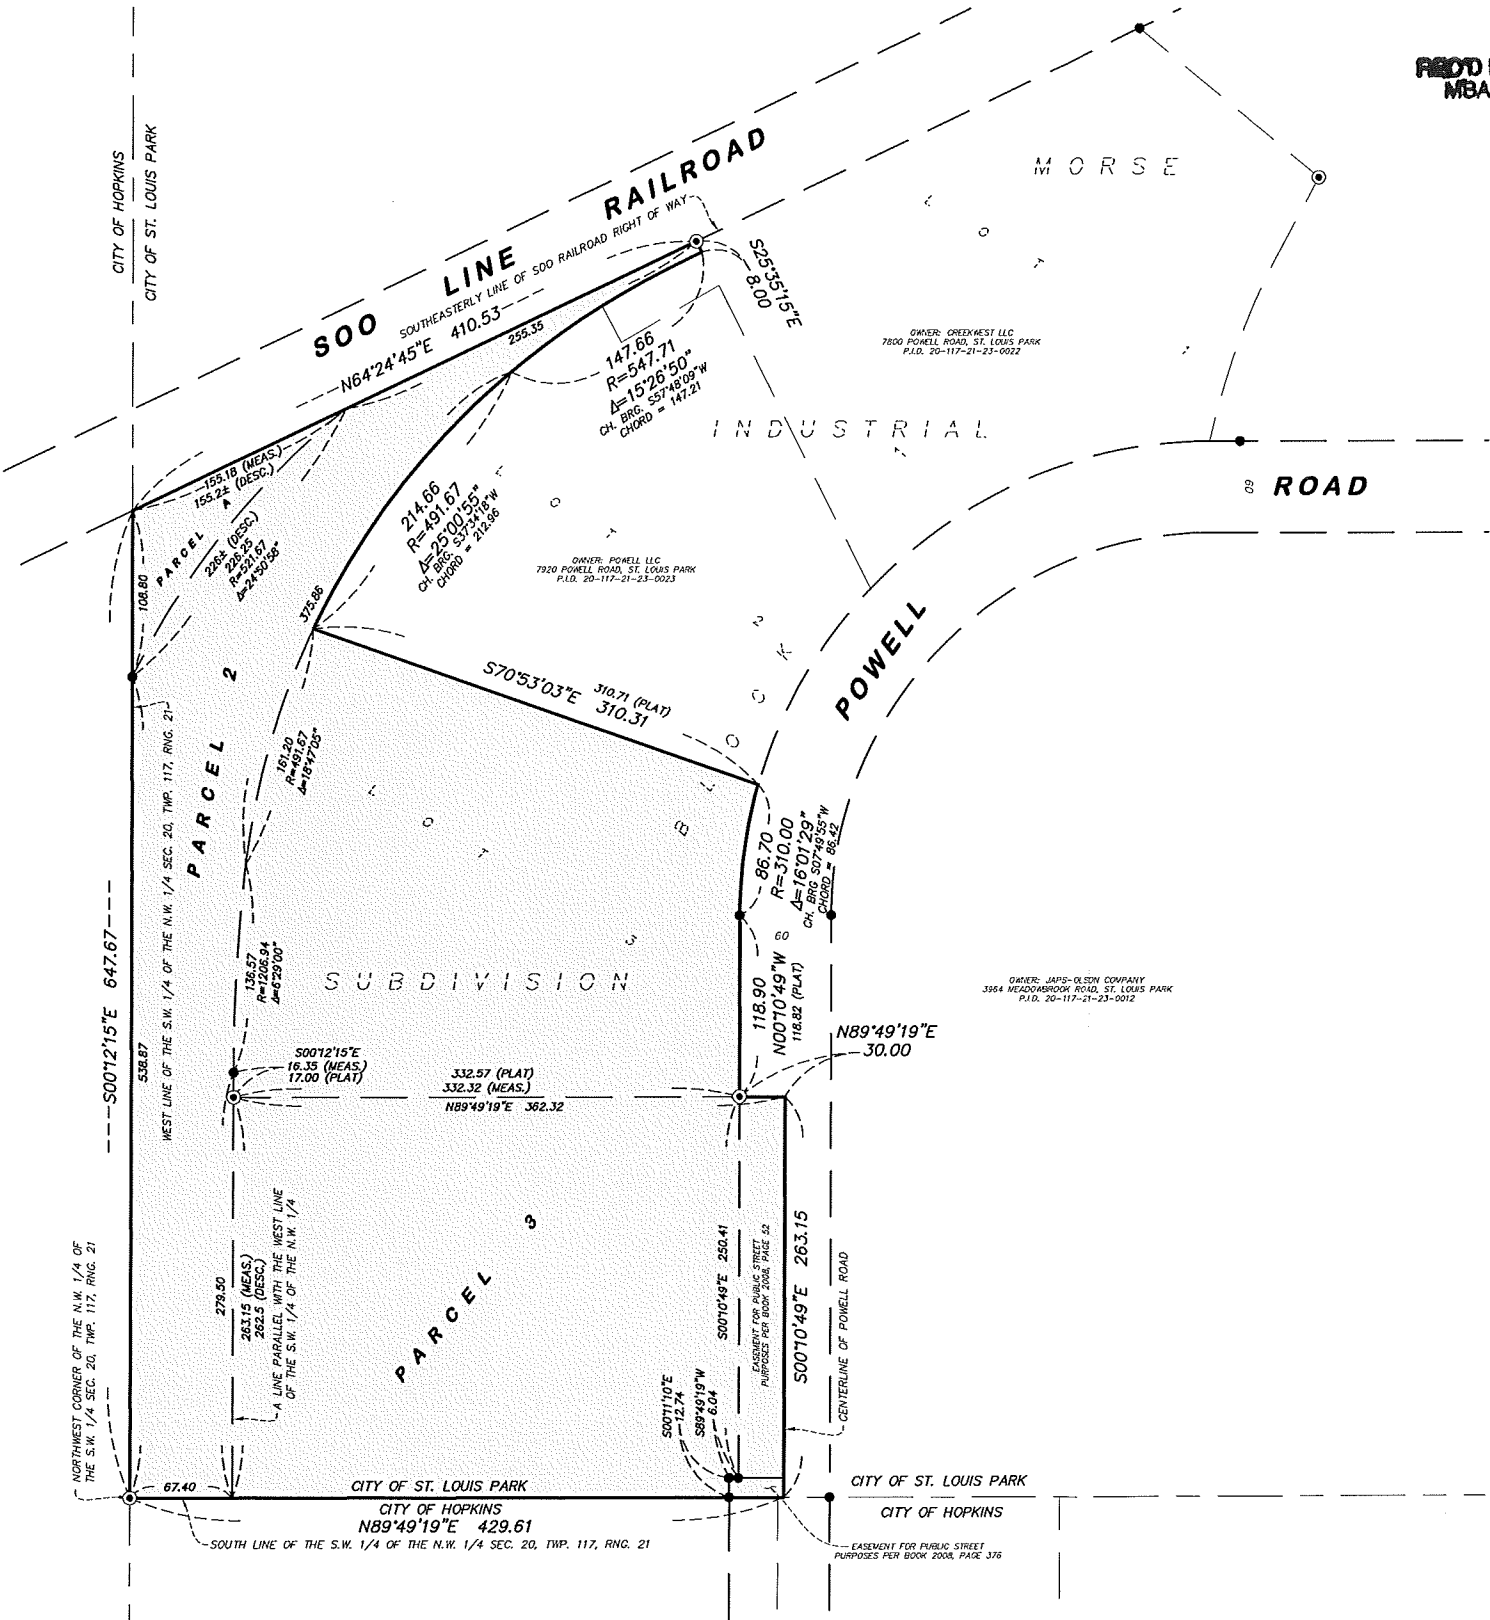 CITY OF HOPKINS
CITY OF ST. LOUIS PARK
SOO LINE RAILROAD
SOUTHEASTERLY LINE OF SOO RAILROAD RIGHT OF WAY
N64°24'45"E 410.53
255.35
S25°35'15"E
8.00
MORSE
LOT
1
OWNER: CREEKWEST LLC
7800 POWELL ROAD, ST. LOUIS PARK
P.I.D. 20-117-21-23-0022
147.66
R=547.71
Δ=15°26'50"
CH. BRG. S57°48'09"W
CHORD = 147.21
INDUSTRIAL
155.18 (MEAS.)
155.2± (DESC.)
PARCEL A
226± (DESC.)
226.25
R=521.67
Δ=24°50'58"
108.80
214.66
R=491.67
Δ=25°00'55"
CH. BRG. S37°34'18"W
CHORD = 212.96
LOT
OWNER: POWELL LLC
7920 POWELL ROAD, ST. LOUIS PARK
P.I.D. 20-117-21-23-0023
60
ROAD
POWELL
375.86
S70°53'03"E 310.31
310.71 (PLAT)
BLOCK 2
PARCEL 2
161.20
R=491.67
Δ=18°47'05"
LOT
3
86.70
R=310.00
Δ=16°01'29"
CH. BRG S07°49'55"W
CHORD = 86.42
S00°12'15"E 647.67
538.87
WEST LINE OF THE S.W. 1/4 OF THE N.W. 1/4 SEC. 20, TWP. 117, RNG. 21
136.57
R=1206.94
Δ=6°29'00"
SUBDIVISION
60
118.90
N00°10'49"W
118.82 (PLAT)
OWNER: JAPS-OLSON COMPANY
3964 MEADOWBROOK ROAD, ST. LOUIS PARK
P.I.D. 20-117-21-23-0012
N89°49'19"E
30.00
S00°12'15"E
16.35 (MEAS.)
17.00 (PLAT)
332.57 (PLAT)
332.32 (MEAS.)
N89°49'19"E 362.32
279.50
263.15 (MEAS.)
262.5 (DESC.)
A LINE PARALLEL WITH THE WEST LINE
OF THE S.W. 1/4 OF THE N.W. 1/4
PARCEL 3
S00°10'49"E 250.41
EASEMENT FOR PUBLIC STREET
PURPOSES PER BOOK 2008, PAGE 52
S00°10'49"E 263.15
CENTERLINE OF POWELL ROAD
NORTHWEST CORNER OF THE N.W. 1/4 OF
THE S.W. 1/4 SEC. 20, TWP. 117, RNG. 21
S00°11'10"E
12.74
S89°49'19"W
6.04
67.40
CITY OF ST. LOUIS PARK
CITY OF HOPKINS
N89°49'19"E 429.61
SOUTH LINE OF THE S.W. 1/4 OF THE N.W. 1/4 SEC. 20, TWP. 117, RNG. 21
CITY OF ST. LOUIS PARK
CITY OF HOPKINS
EASEMENT FOR PUBLIC STREET
PURPOSES PER BOOK 2008, PAGE 376